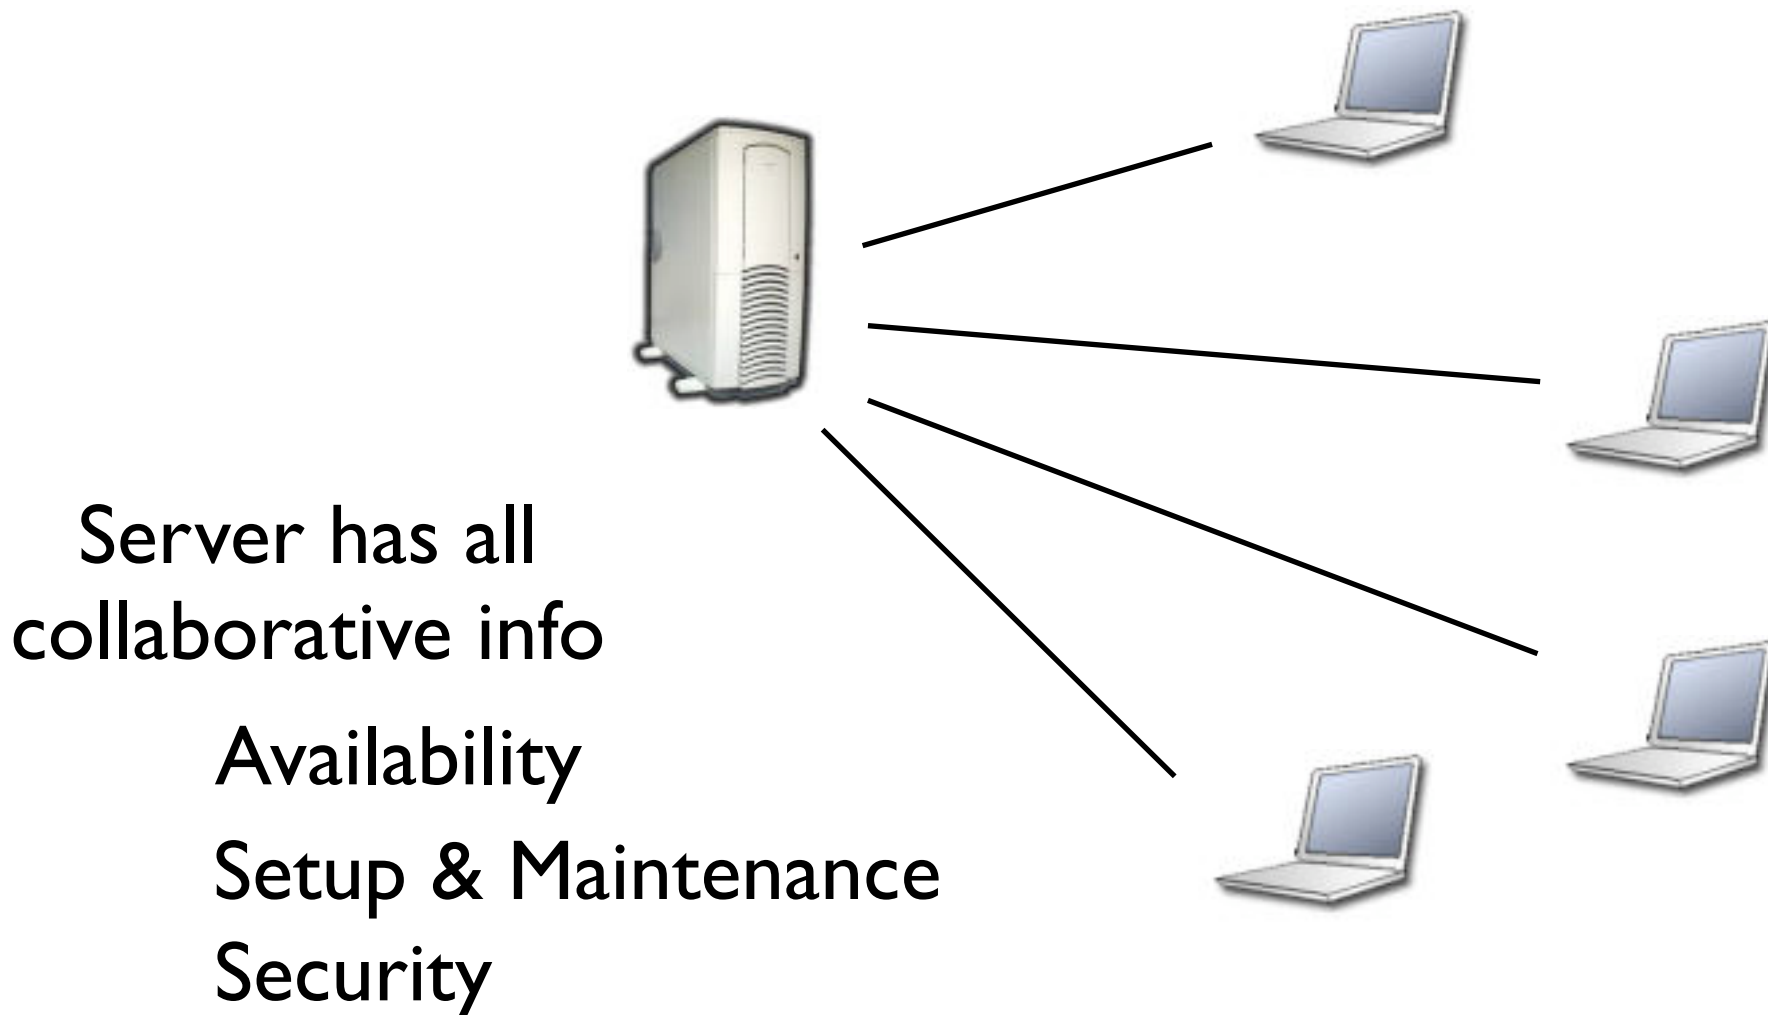 Server has all
collaborative info
Availability
Setup & Maintenance
Security